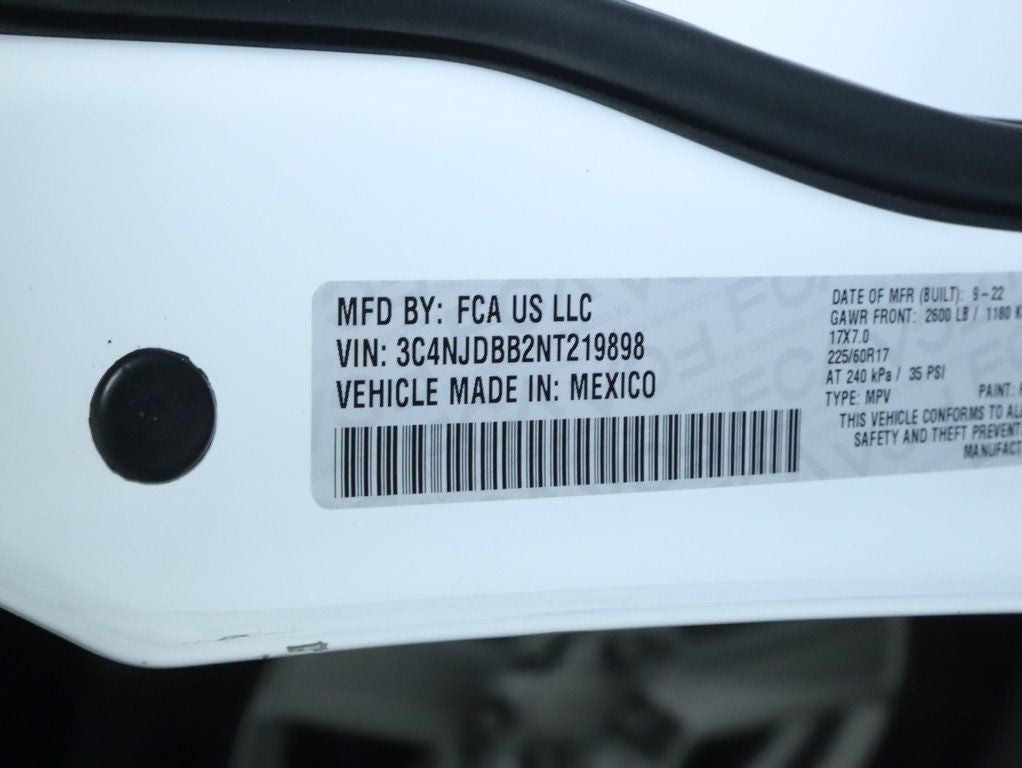 MFD BY: FCA US LLC
VIN: 3C4NJDBB2NT219898
VEHICLE MADE IN: MEXICO
DATE OF MFR (BUILT): 9-22
GAWR FRONT: 2600 LB / 1180 K
17X7.0
225/60R17
AT 240 kPa / 35 PSI
TYPE: MPV PAINT:
THIS VEHICLE CONFORMS TO ALL
SAFETY AND THEFT PREVENT
MANUFACT